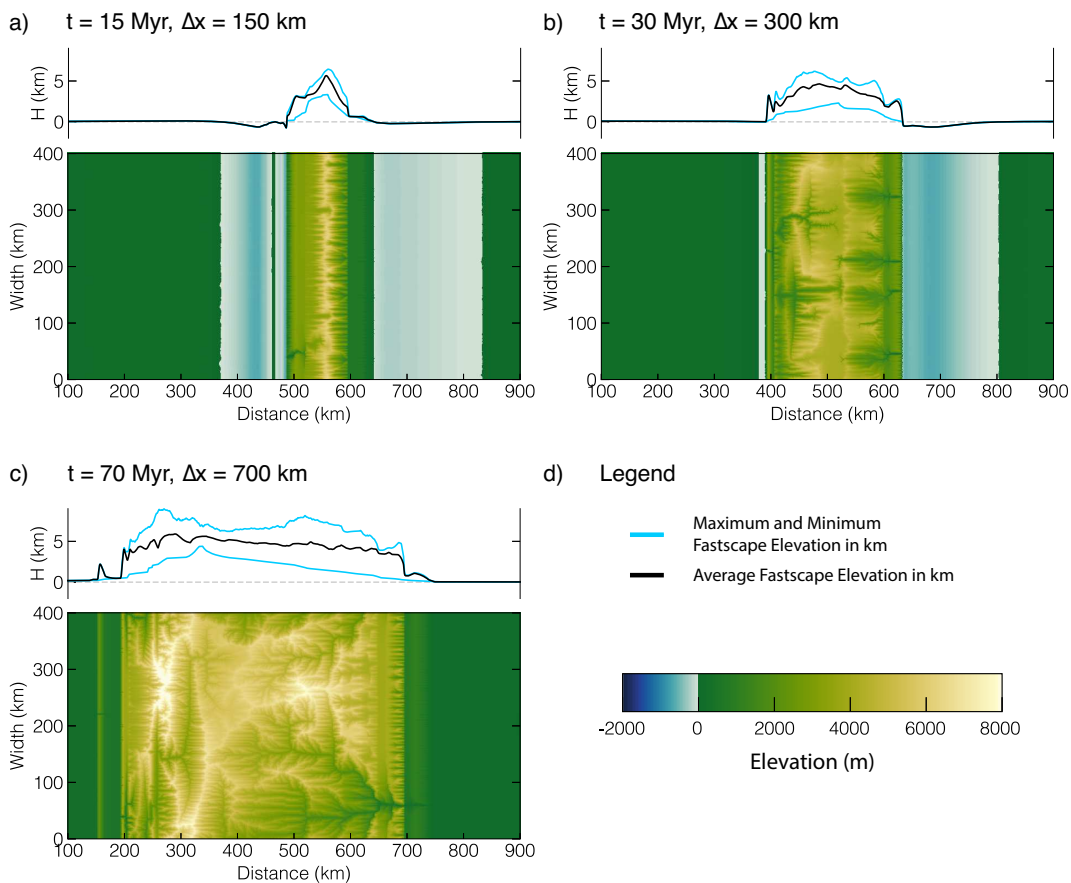 a) t = 15 Myr, Δx = 150 km
H (km)
5
0
Width (km)
400
300
200
100
0
100 200 300 400 500 600 700 800 900
Distance (km)
b) t = 30 Myr, Δx = 300 km
H (km)
5
0
Width (km)
400
300
200
100
0
100 200 300 400 500 600 700 800 900
Distance (km)
c) t = 70 Myr, Δx = 700 km
H (km)
5
0
Width (km)
400
300
200
100
0
100 200 300 400 500 600 700 800 900
Distance (km)
d) Legend
Maximum and Minimum
Fastscape Elevation in km
Average Fastscape Elevation in km
-2000 0 2000 4000 6000 8000
Elevation (m)